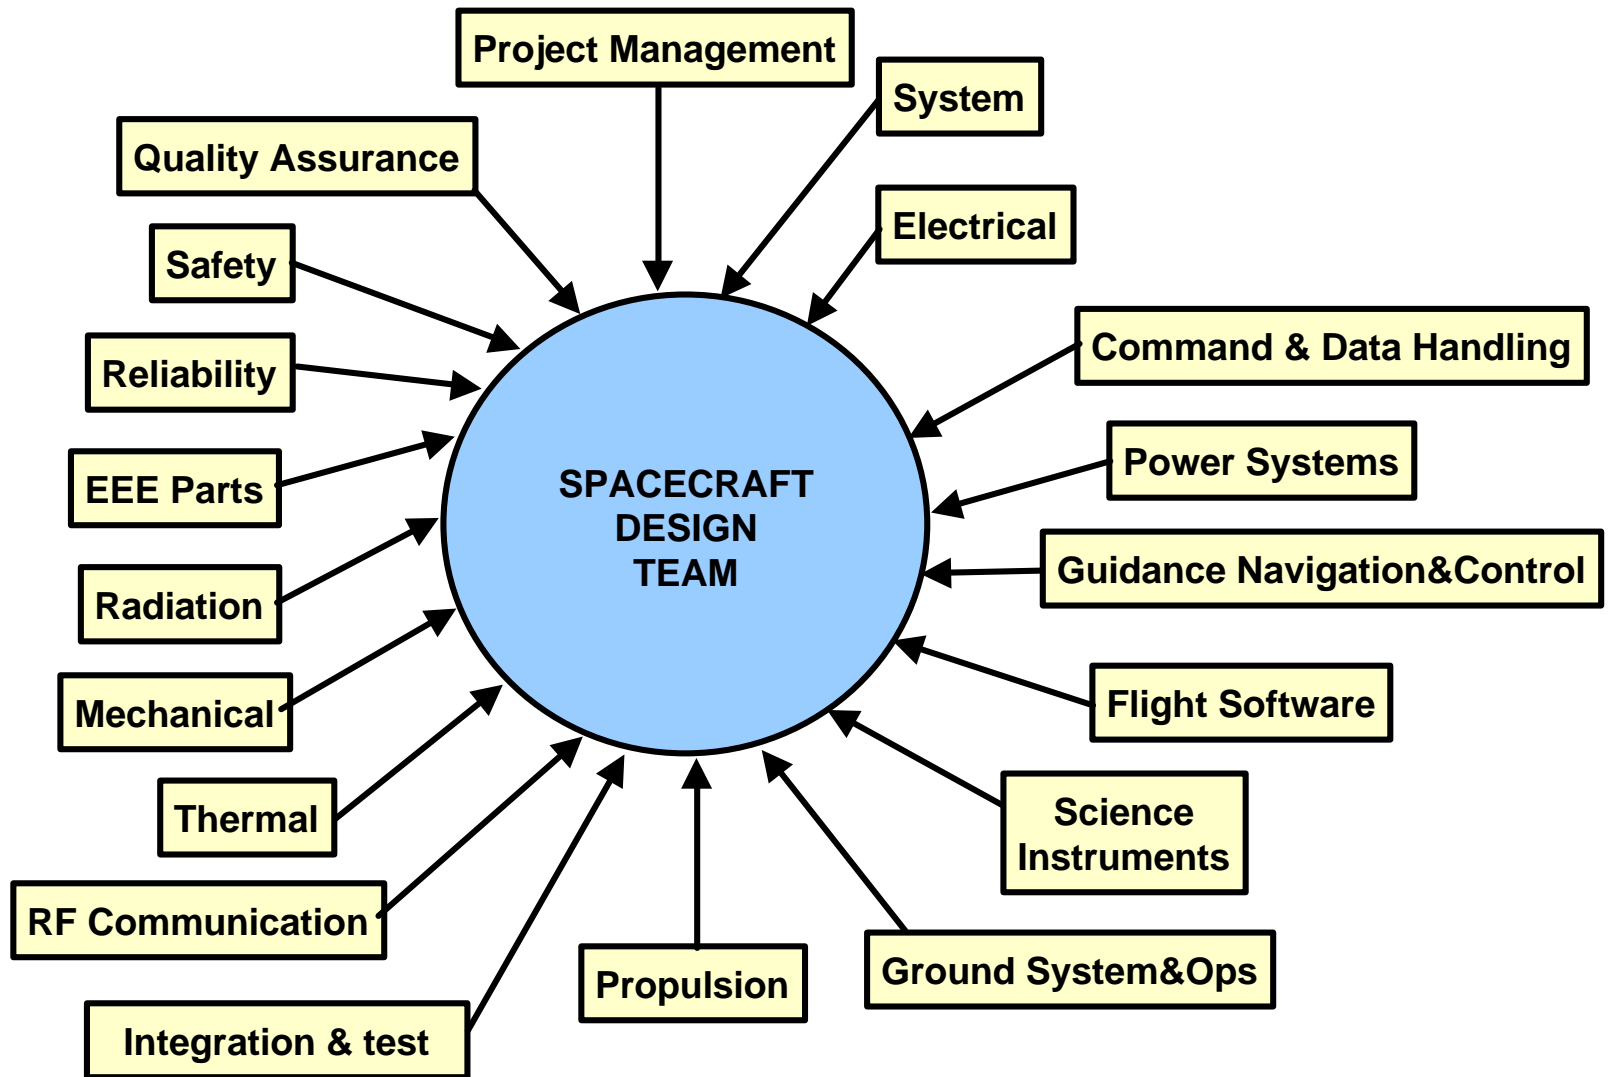 Project Management
System
Quality Assurance
Electrical
Safety
Command & Data Handling
Reliability
Power Systems
EEE Parts
SPACECRAFT
DESIGN
TEAM
Guidance Navigation&Control
Radiation
Flight Software
Mechanical
Science
Instruments
Thermal
RF Communication
Ground System&Ops
Propulsion
Integration & test